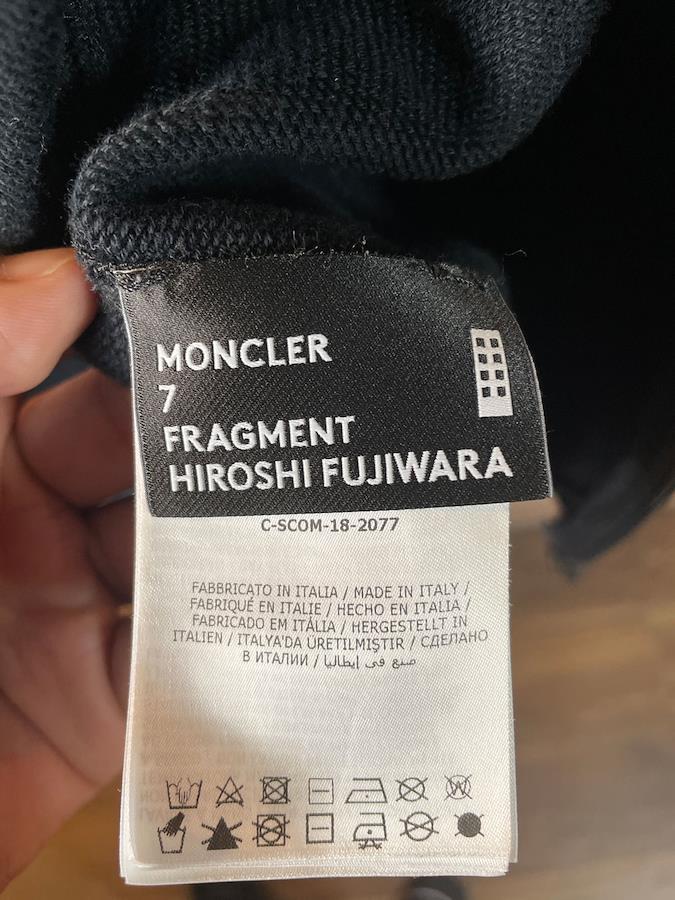 MONCLER
7
FRAGMENT
HIROSHI FUJIWARA
C-SCOM-18-2077
FABBRICATO IN ITALIA / MADE IN ITALY /
FABRIQUÉ EN ITALIE / HECHO EN ITALIA /
FABRICADO EM ITÁLIA / HERGESTELLT IN
ITALIEN / ITALYA'DA ÜRETILMIŞTIR / СДЕЛАНО
В ИТАЛИИ / صنع في إيطاليا